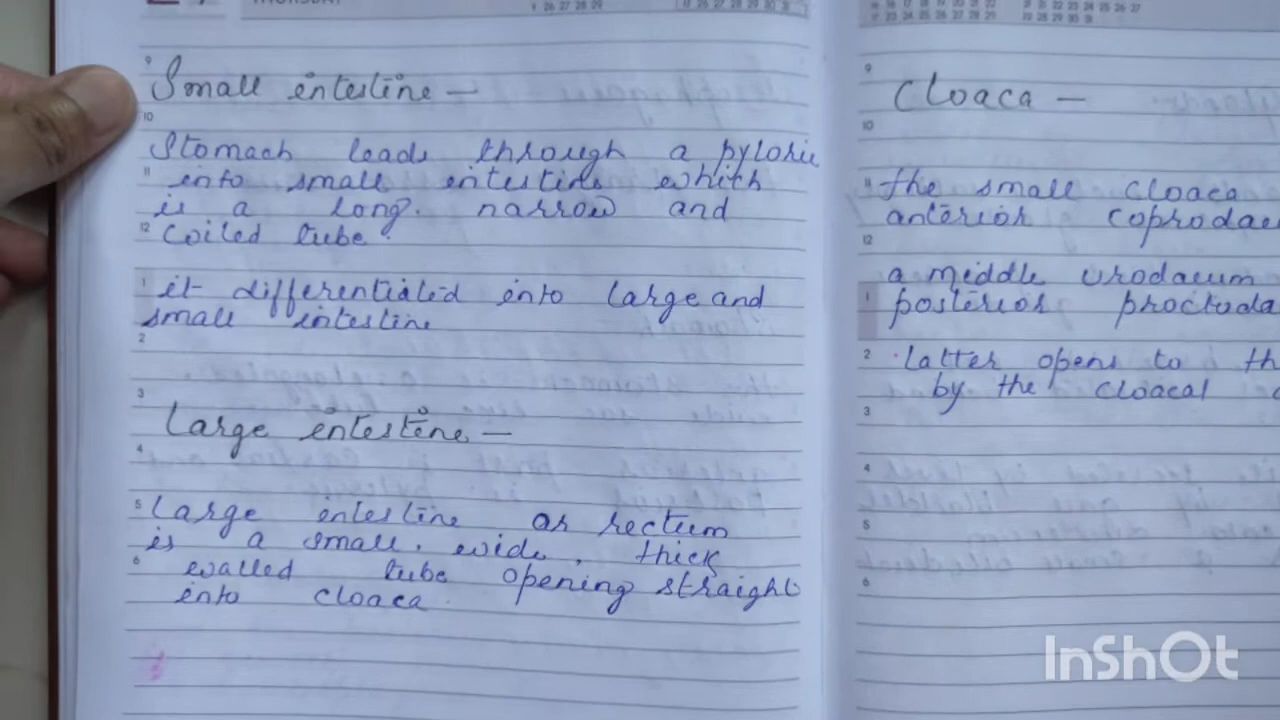 THURSDAY
Small intestine –
Stomach leads through a pyloric
into small intestine which
is a long. narrow and
coiled tube.
it differentiated into large and
small intestine
Large intestine –
Large intestine or rectum
is a small. wide. thick
walled tube opening straight
into cloaca.
Cloaca –
the small cloaca
anterior coprodae
a middle urodaeum
posterior proctoda
Latter opens to th
by the cloacal
InShOt